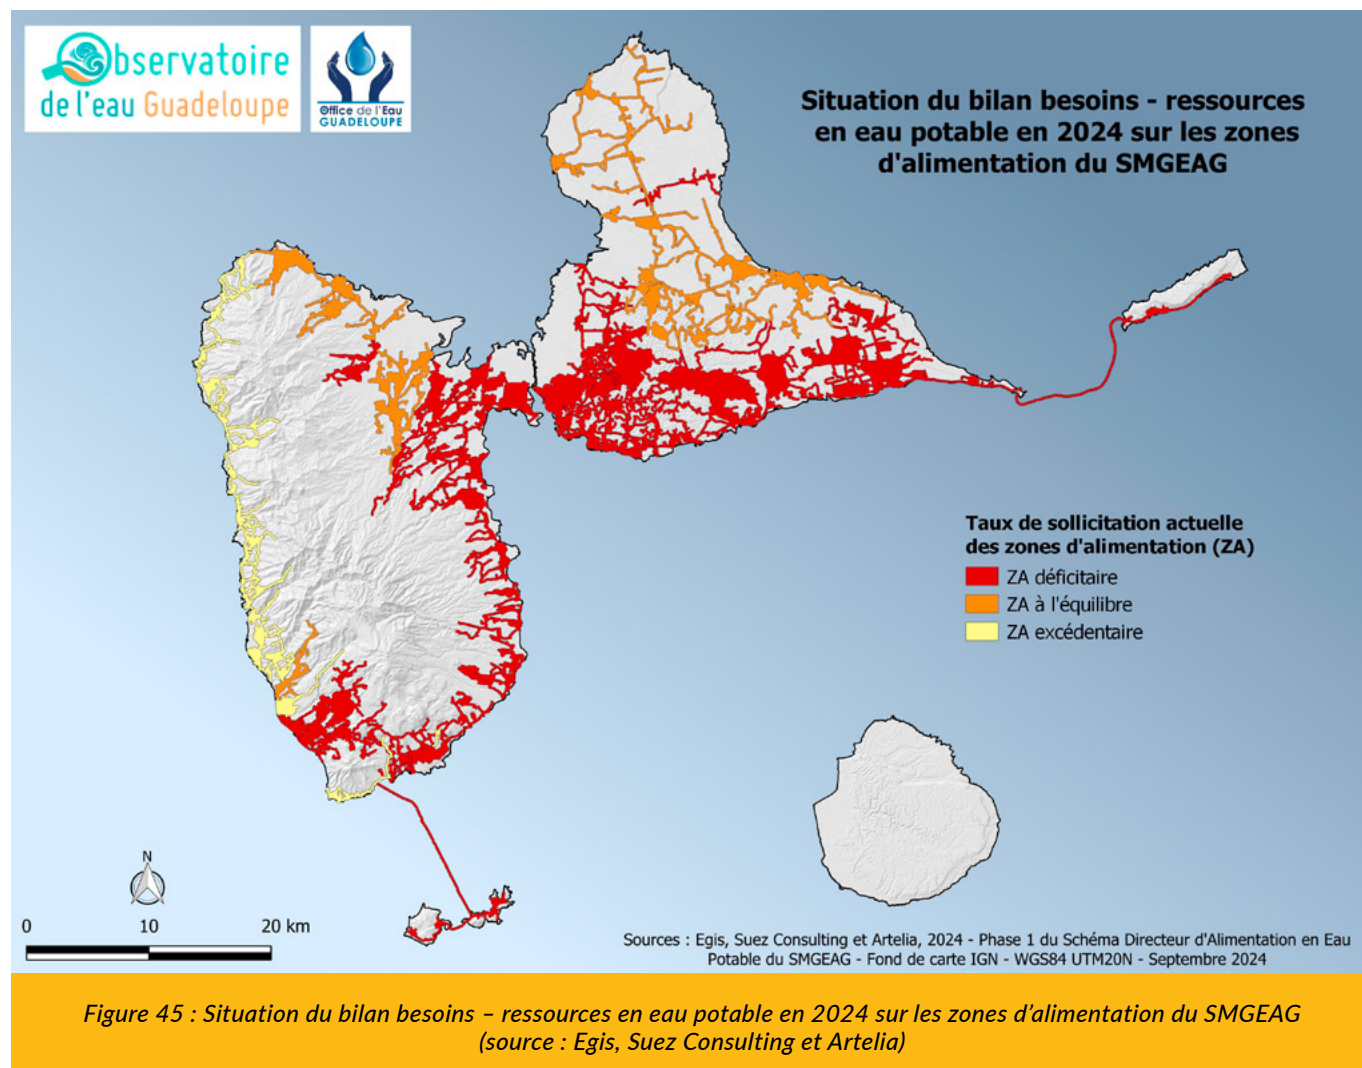 Observatoire
de l'eau Guadeloupe
Office de l'Eau
GUADELOUPE
Situation du bilan besoins - ressources
en eau potable en 2024 sur les zones
d'alimentation du SMGEAG
Taux de sollicitation actuelle
des zones d'alimentation (ZA)
ZA déficitaire
ZA à l'équilibre
ZA excédentaire
N
0 10 20 km
Sources : Egis, Suez Consulting et Artelia, 2024 - Phase 1 du Schéma Directeur d'Alimentation en Eau
Potable du SMGEAG - Fond de carte IGN - WGS84 UTM20N - Septembre 2024
Figure 45 : Situation du bilan besoins – ressources en eau potable en 2024 sur les zones d’alimentation du SMGEAG
(source : Egis, Suez Consulting et Artelia)